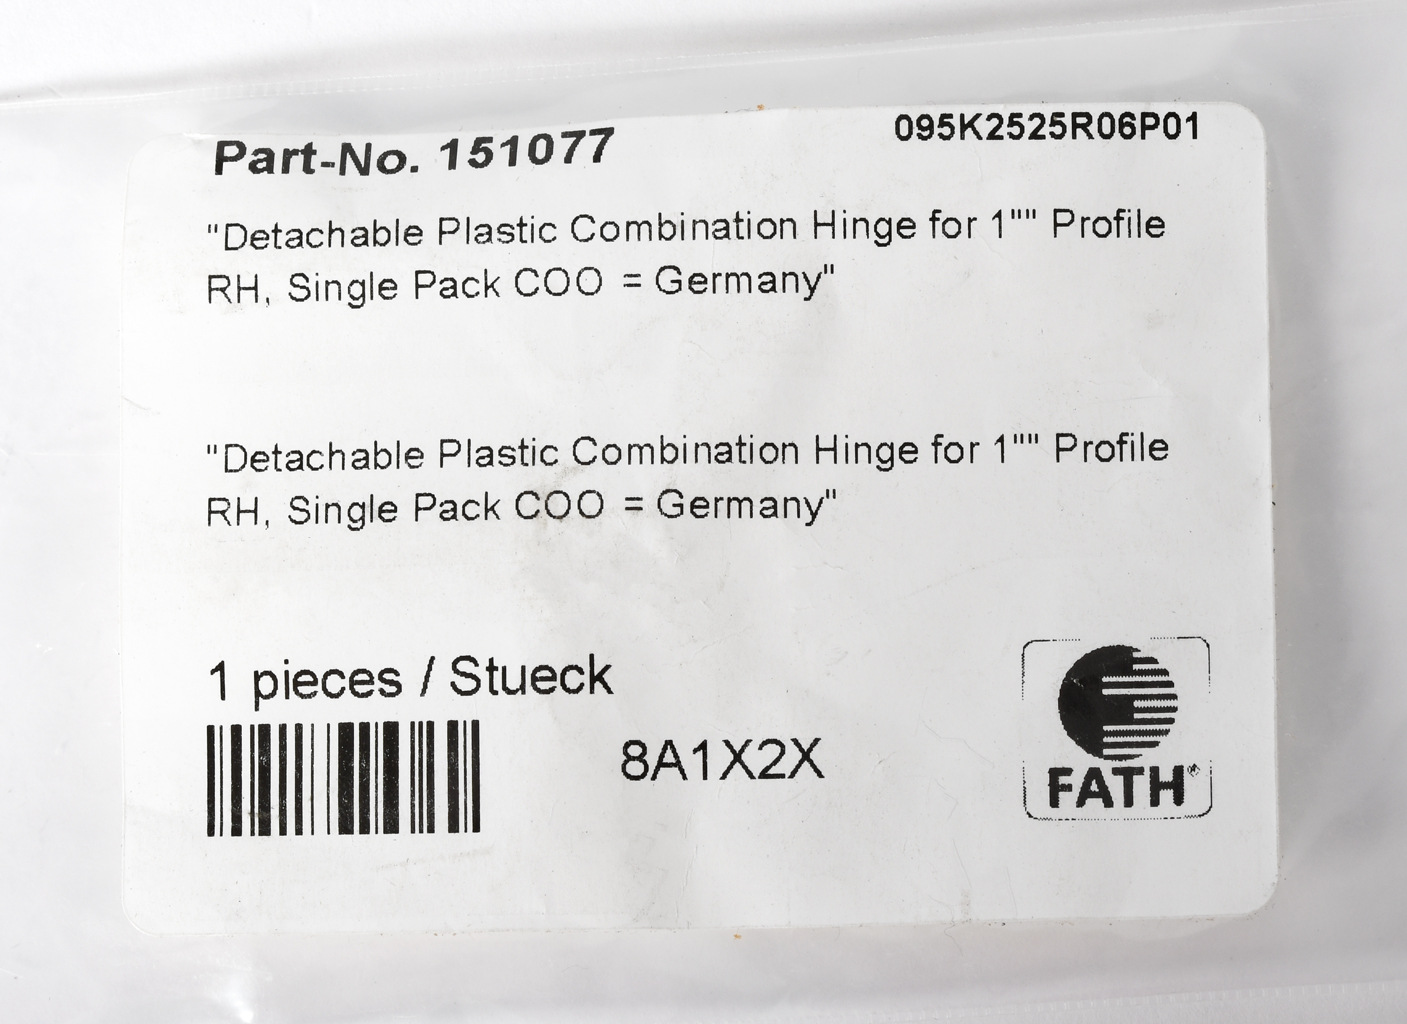 Part-No. 151077
095K2525R06P01
"Detachable Plastic Combination Hinge for 1"" Profile
RH, Single Pack COO = Germany"
"Detachable Plastic Combination Hinge for 1"" Profile
RH, Single Pack COO = Germany"
1 pieces / Stueck
8A1X2X
FATH®